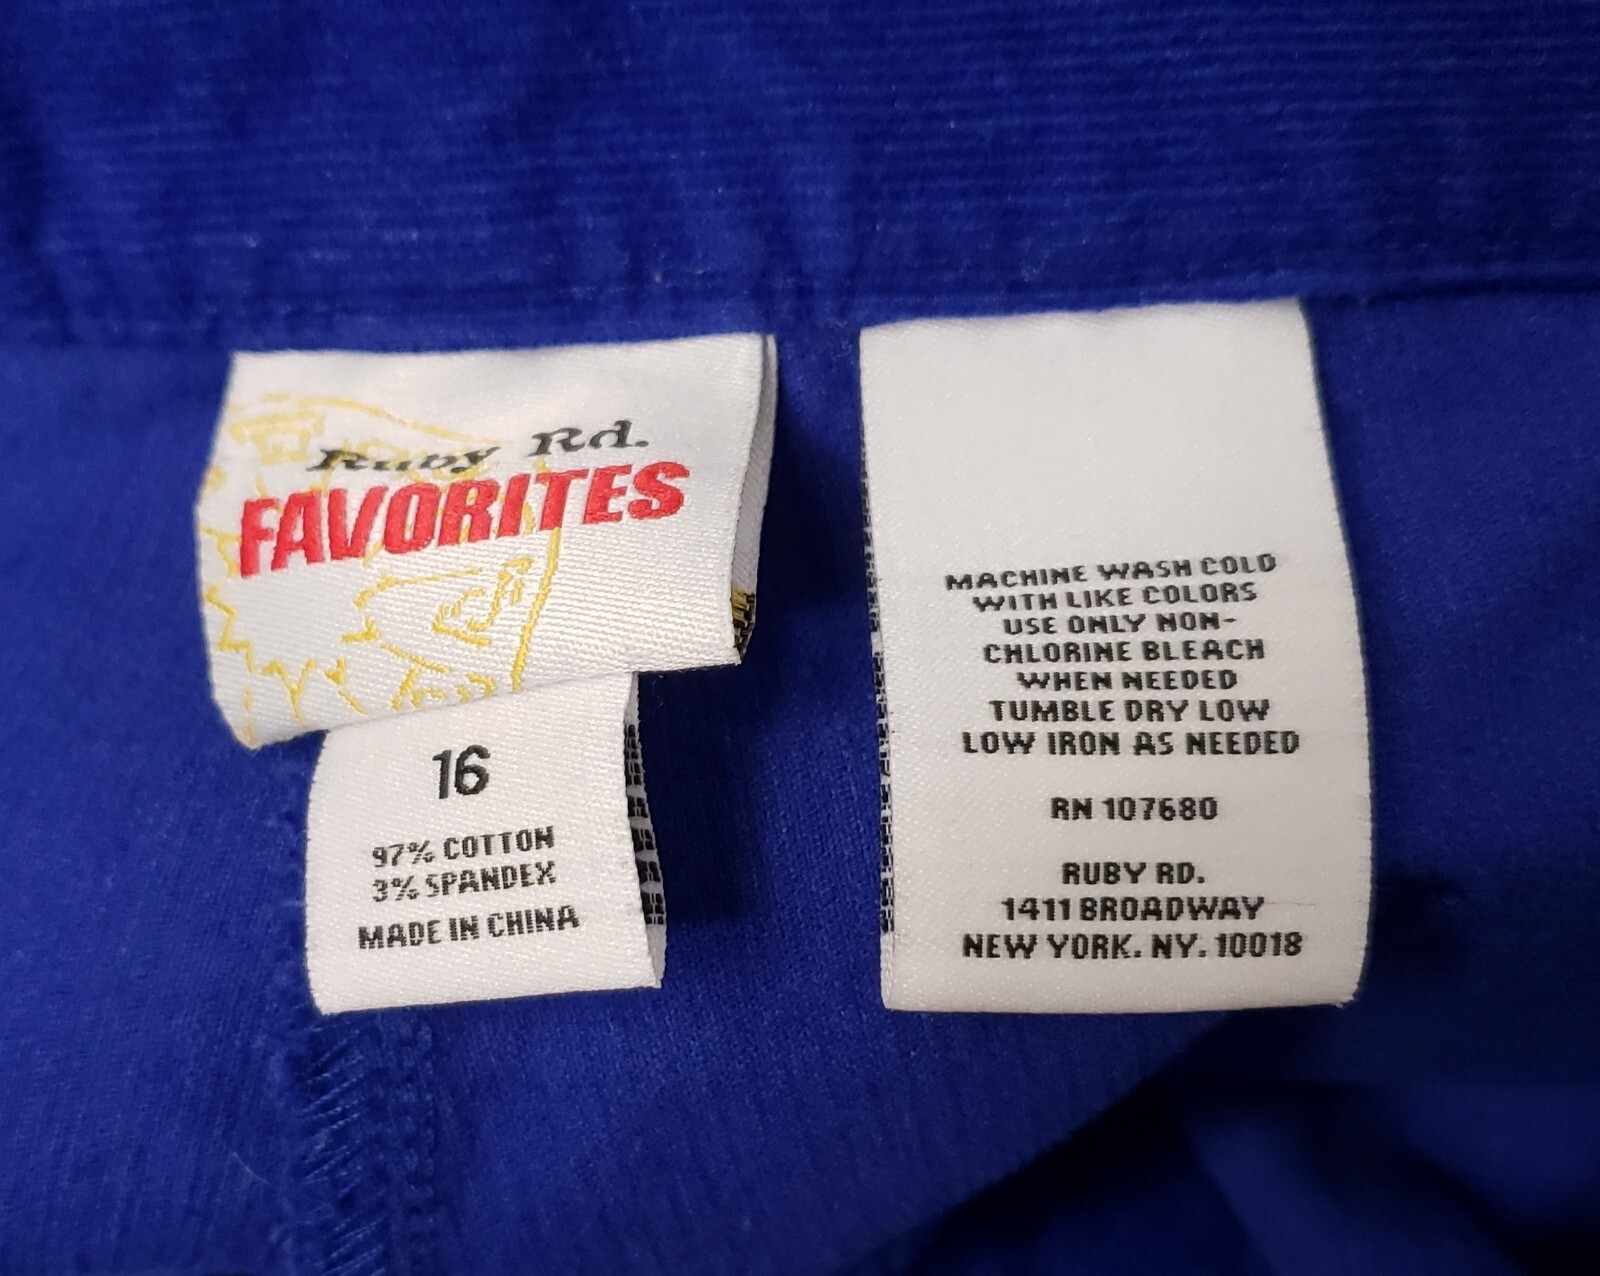 Ruby Rd.
FAVORITES
16
97% COTTON
3% SPANDEX
MADE IN CHINA
MACHINE WASH COLD
WITH LIKE COLORS
USE ONLY NON-
CHLORINE BLEACH
WHEN NEEDED
TUMBLE DRY LOW
LOW IRON AS NEEDED
RN 107680
RUBY RD.
1411 BROADWAY
NEW YORK. NY. 10018